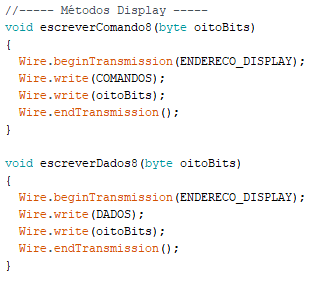 //----- Métodos Display -----
void escreverComando8(byte oitoBits)
{
  Wire.beginTransmission(ENDERECO_DISPLAY);
  Wire.write(COMANDOS);
  Wire.write(oitoBits);
  Wire.endTransmission();
}

void escreverDados8(byte oitoBits)
{
  Wire.beginTransmission(ENDERECO_DISPLAY);
  Wire.write(DADOS);
  Wire.write(oitoBits);
  Wire.endTransmission();
}